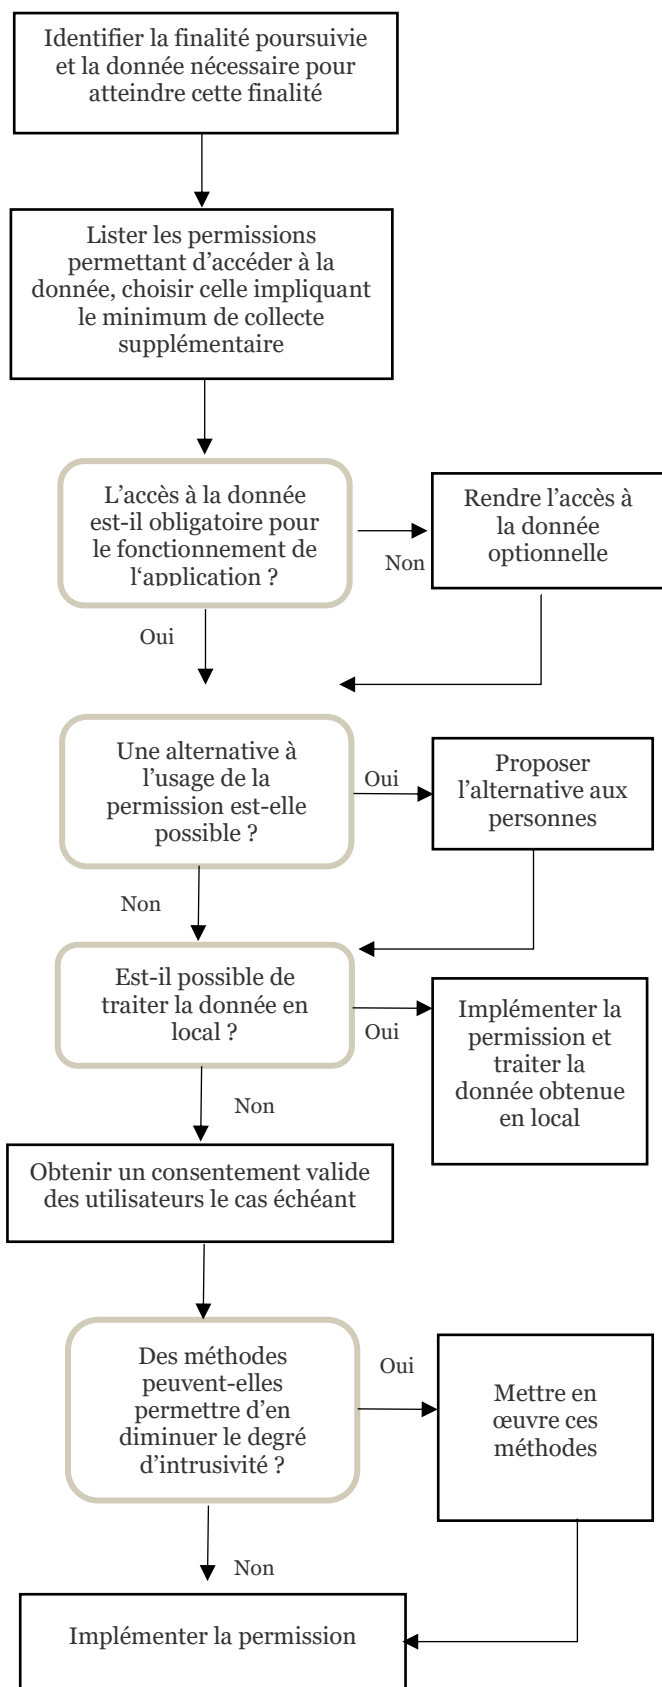 Identifier la finalité poursuivie
et la donnée nécessaire pour
atteindre cette finalité
Lister les permissions
permettant d’accéder à la
donnée, choisir celle impliquant
le minimum de collecte
supplémentaire
L’accès à la donnée
est-il obligatoire pour
le fonctionnement de
l‘application ?
Non
Rendre l’accès à
la donnée
optionnelle
Oui
Une alternative à
l’usage de la
permission est-elle
possible ?
Oui
Proposer
l’alternative aux
personnes
Non
Est-il possible de
traiter la donnée en
local ?
Oui
Implémenter la
permission et
traiter la
donnée obtenue
en local
Non
Obtenir un consentement valide
des utilisateurs le cas échéant
Des méthodes
peuvent-elles
permettre d’en
diminuer le degré
d’intrusivité ?
Oui
Mettre en
œuvre ces
méthodes
Non
Implémenter la permission